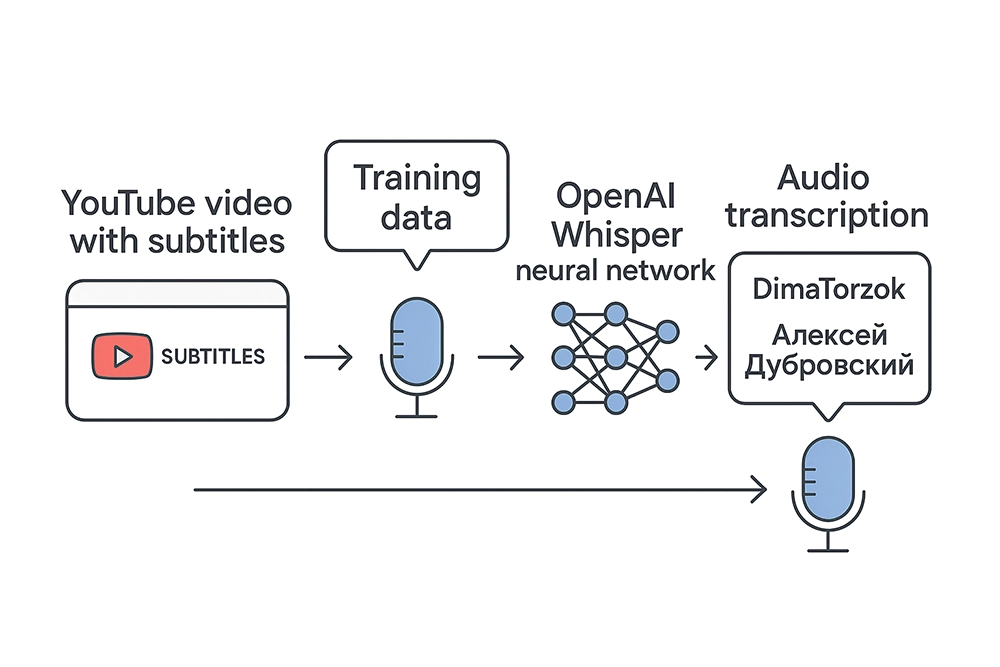 YouTube video
with subtitles
SUBTITLES
Training
data
OpenAI
Whisper
neural network
Audio
transcription
DimaTorzok
Алексей
Дубровский